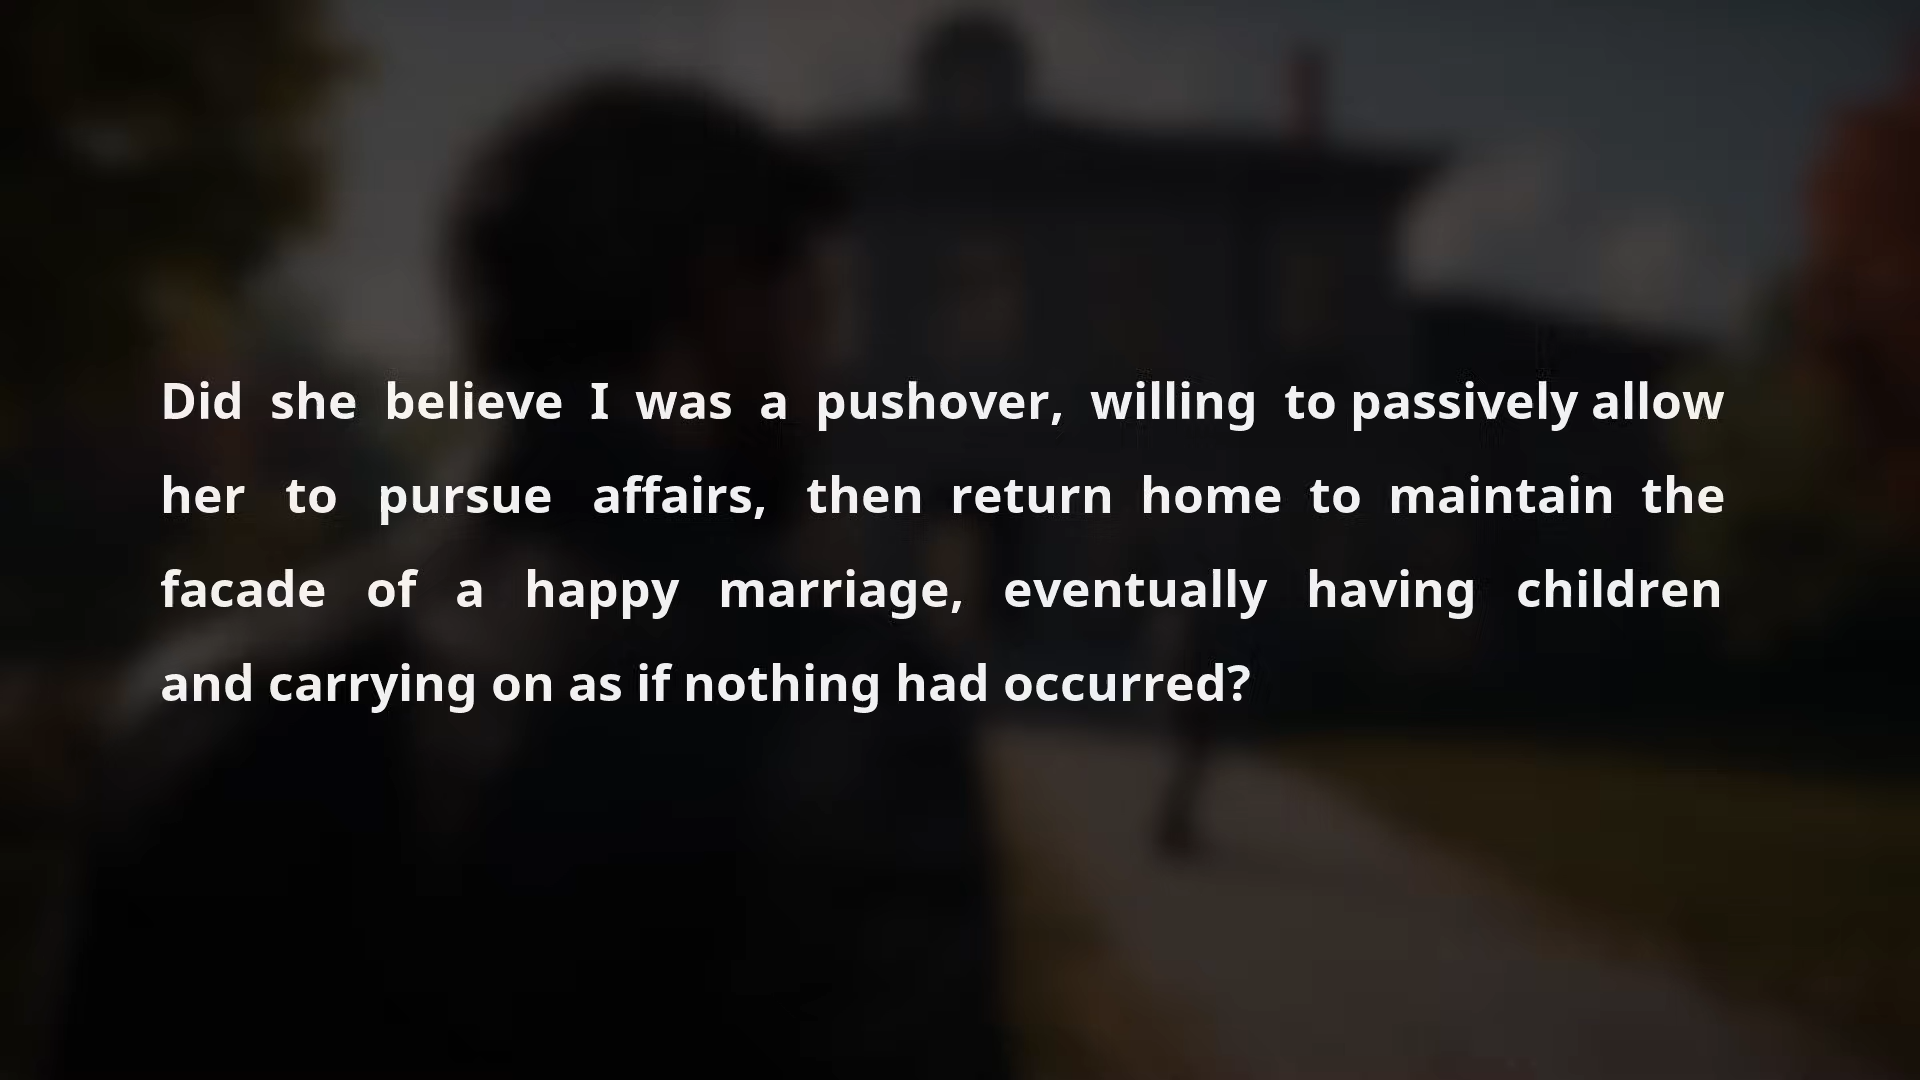 Did she believe I was a pushover, willing to passively allow
her to pursue affairs, then return home to maintain the
facade of a happy marriage, eventually having children
and carrying on as if nothing had occurred?